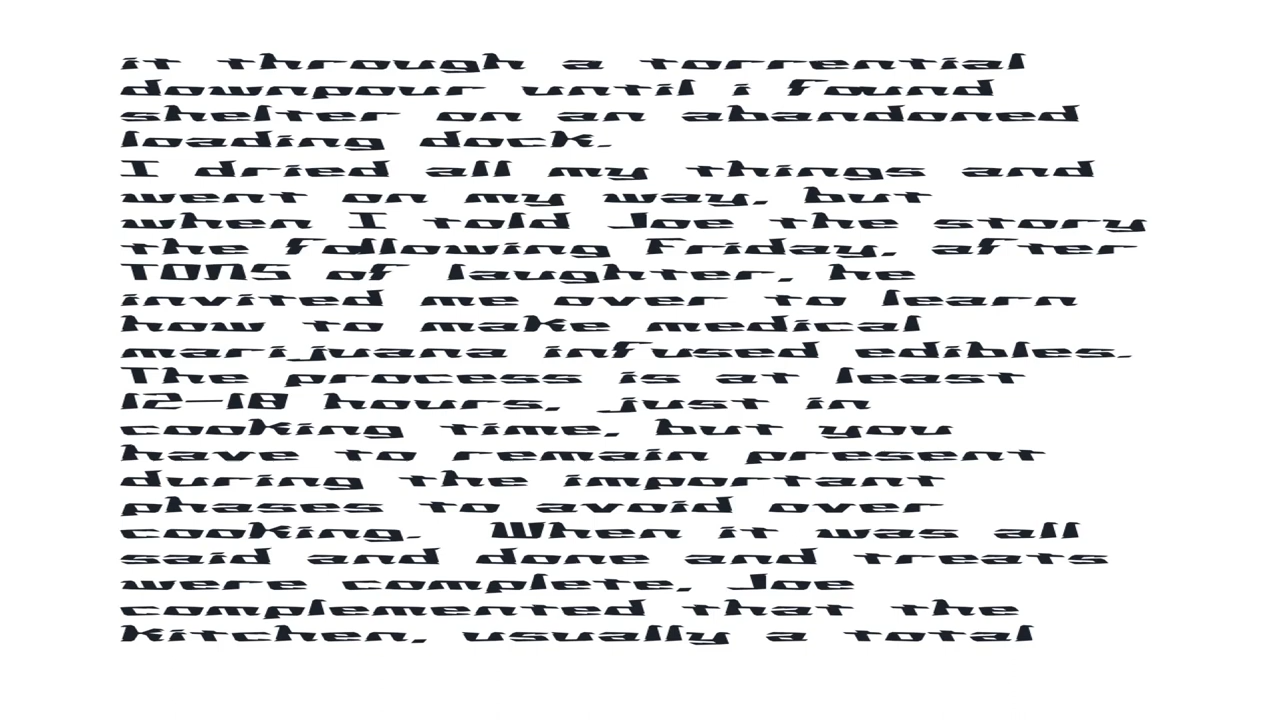 it through a torrential
downpour until i found
shelter on an abandoned
loading dock.
I dried all my things and
went on my way, but
when I told Joe the story
the following Friday, after
TONS of laughter, he
invited me over to learn
how to make medical
marijuana infused edibles.
The process is at least
12-18 hours, just in
cooking time, but you
have to remain present
during the important
phases to avoid over
cooking.  When it was all
said and done and treats
were complete, Joe
complemented that the
kitchen, usually a total